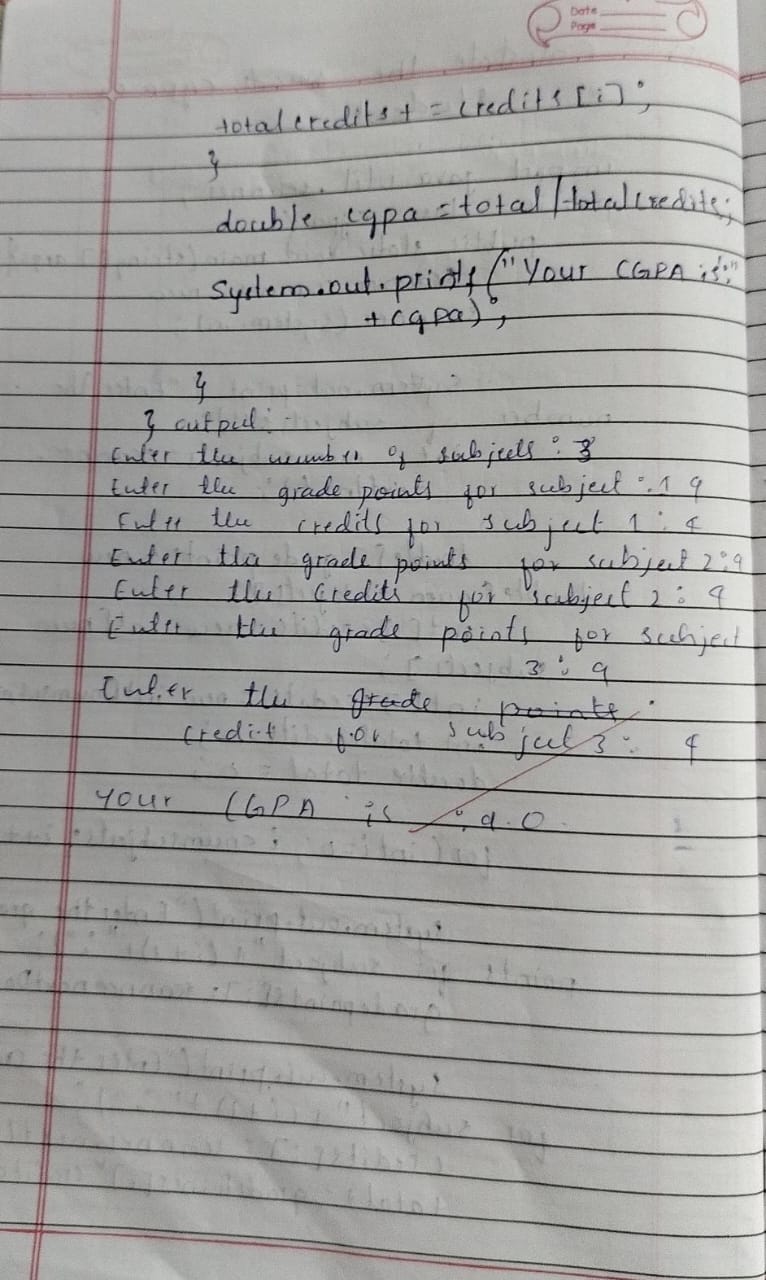 Date
Page
totalcredits + = credits [i];
}
double cgpa = total / totalcredits;
System.out.printf ("Your CGPA is:"
+ cgpa);
}
} output:-
Enter the number of subjects : 3
Enter the grade points for subject : 1 9
Enter the credits for subject 1 : 4
Enter the grade points for subject 2 : 9
Enter the credits for subject 2 : 4
Enter the grade points for subject
3 : 9
Enter the grade points :
credit for subject 3 : 4
Your CGPA is : 9.0